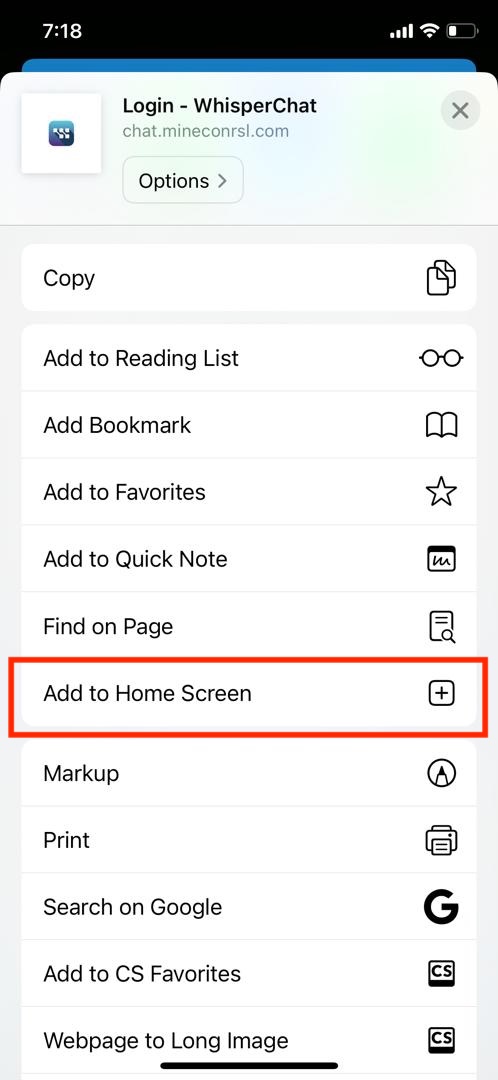 7:18
Login - WhisperChat
chat.mineconrsl.com
Options
Copy
Add to Reading List
Add Bookmark
Add to Favorites
Add to Quick Note
Find on Page
Add to Home Screen
Markup
Print
Search on Google
G
Add to CS Favorites
CS
Webpage to Long Image
CS